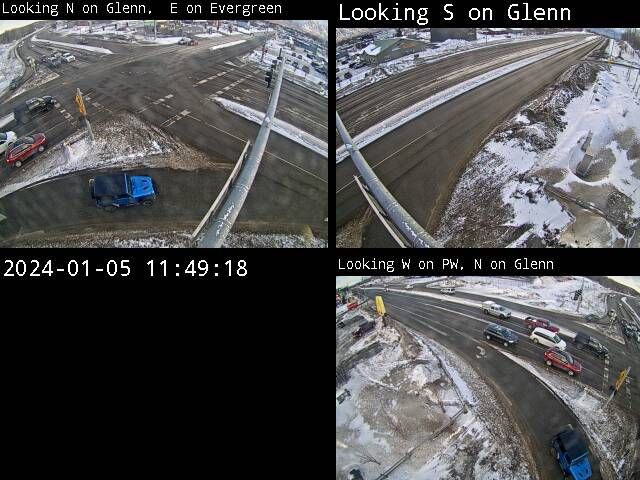 Looking N on Glenn,  E on Evergreen
Looking S on Glenn
2024-01-05 11:49:18
Looking W on PW, N on Glenn